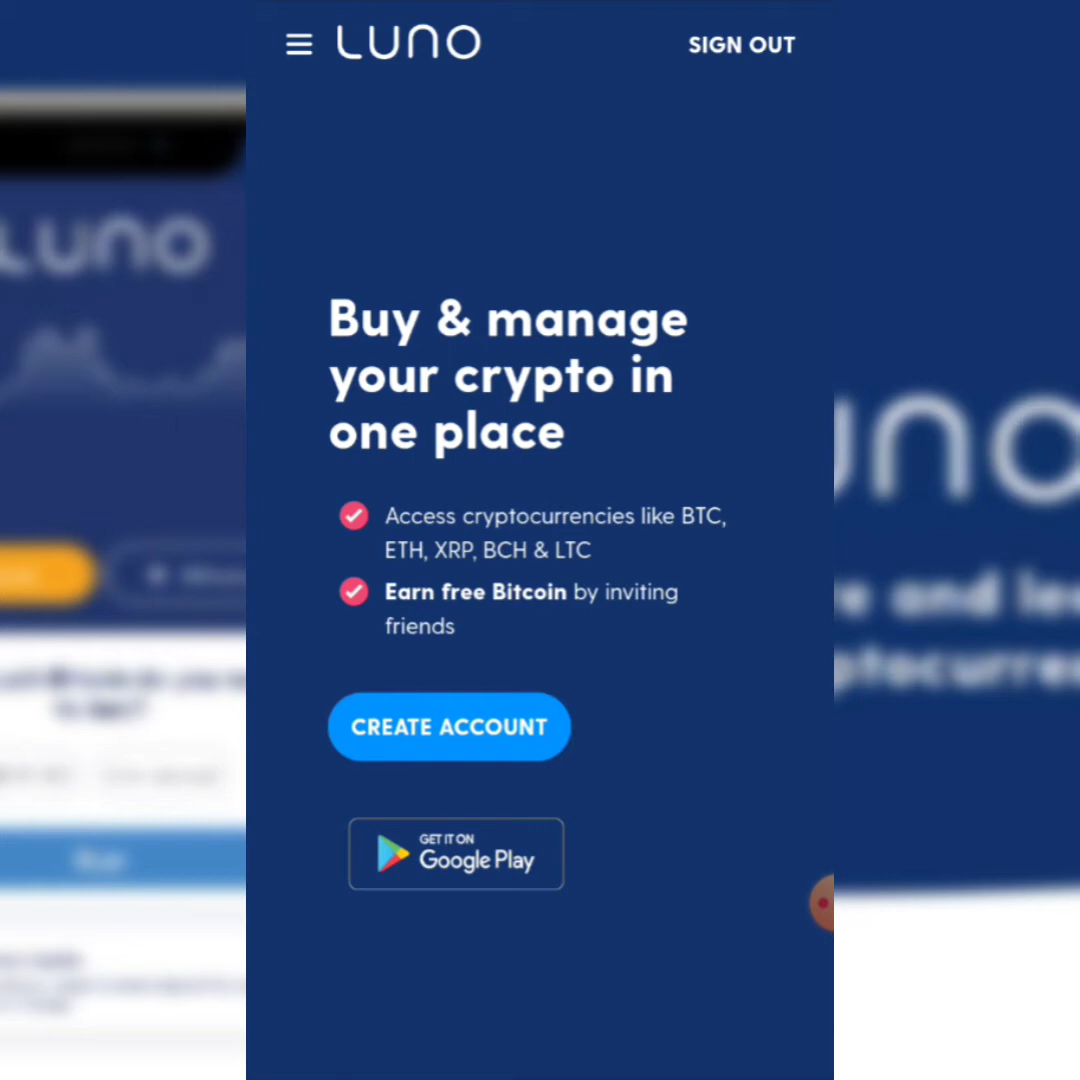 LUNO
SIGN OUT
LUNO
Buy & manage
your crypto in
one place
Access cryptocurrencies like BTC,
ETH, XRP, BCH & LTC
Earn free Bitcoin by inviting
friends
CREATE ACCOUNT
GET IT ON
Google Play